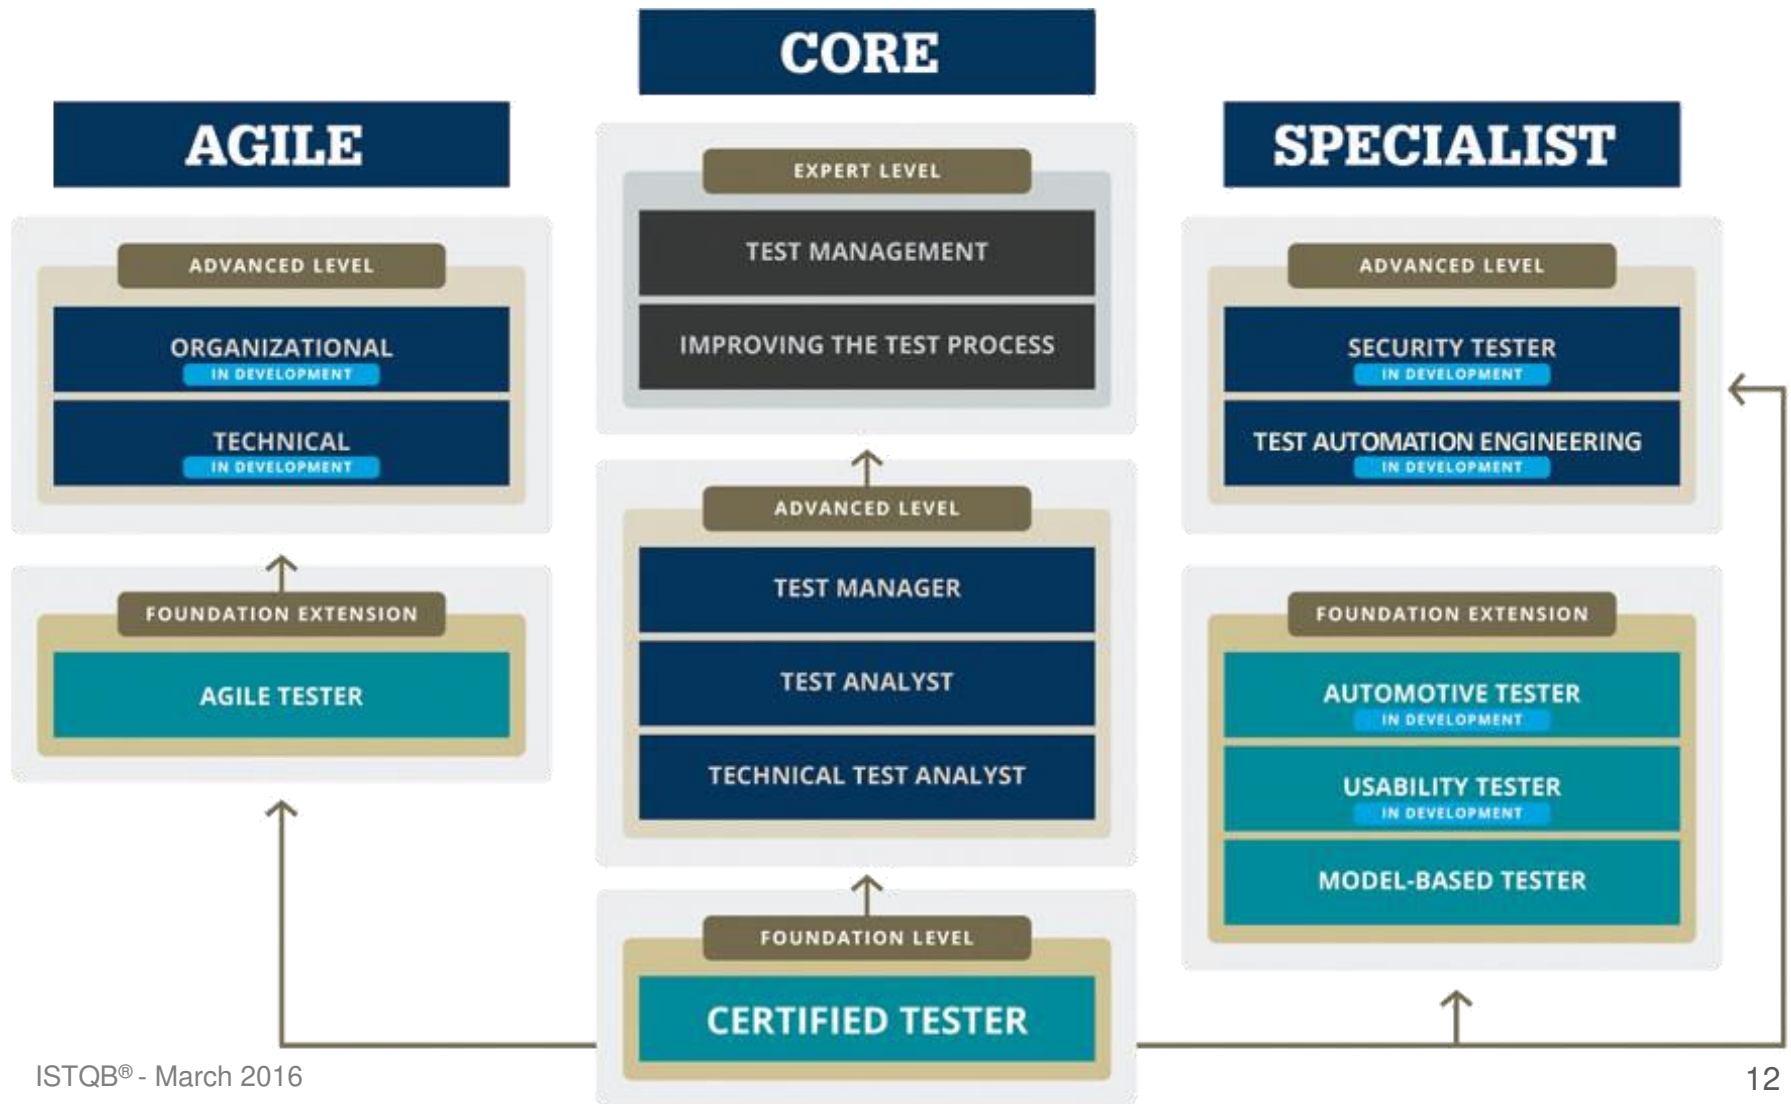 CORE
AGILE
SPECIALIST
EXPERT LEVEL
TEST MANAGEMENT
IMPROVING THE TEST PROCESS
ADVANCED LEVEL
ORGANIZATIONAL
IN DEVELOPMENT
TECHNICAL
IN DEVELOPMENT
ADVANCED LEVEL
SECURITY TESTER
IN DEVELOPMENT
TEST AUTOMATION ENGINEERING
IN DEVELOPMENT
ADVANCED LEVEL
TEST MANAGER
TEST ANALYST
TECHNICAL TEST ANALYST
FOUNDATION EXTENSION
AGILE TESTER
FOUNDATION EXTENSION
AUTOMOTIVE TESTER
IN DEVELOPMENT
USABILITY TESTER
IN DEVELOPMENT
MODEL-BASED TESTER
FOUNDATION LEVEL
CERTIFIED TESTER
ISTQB® - March 2016
12